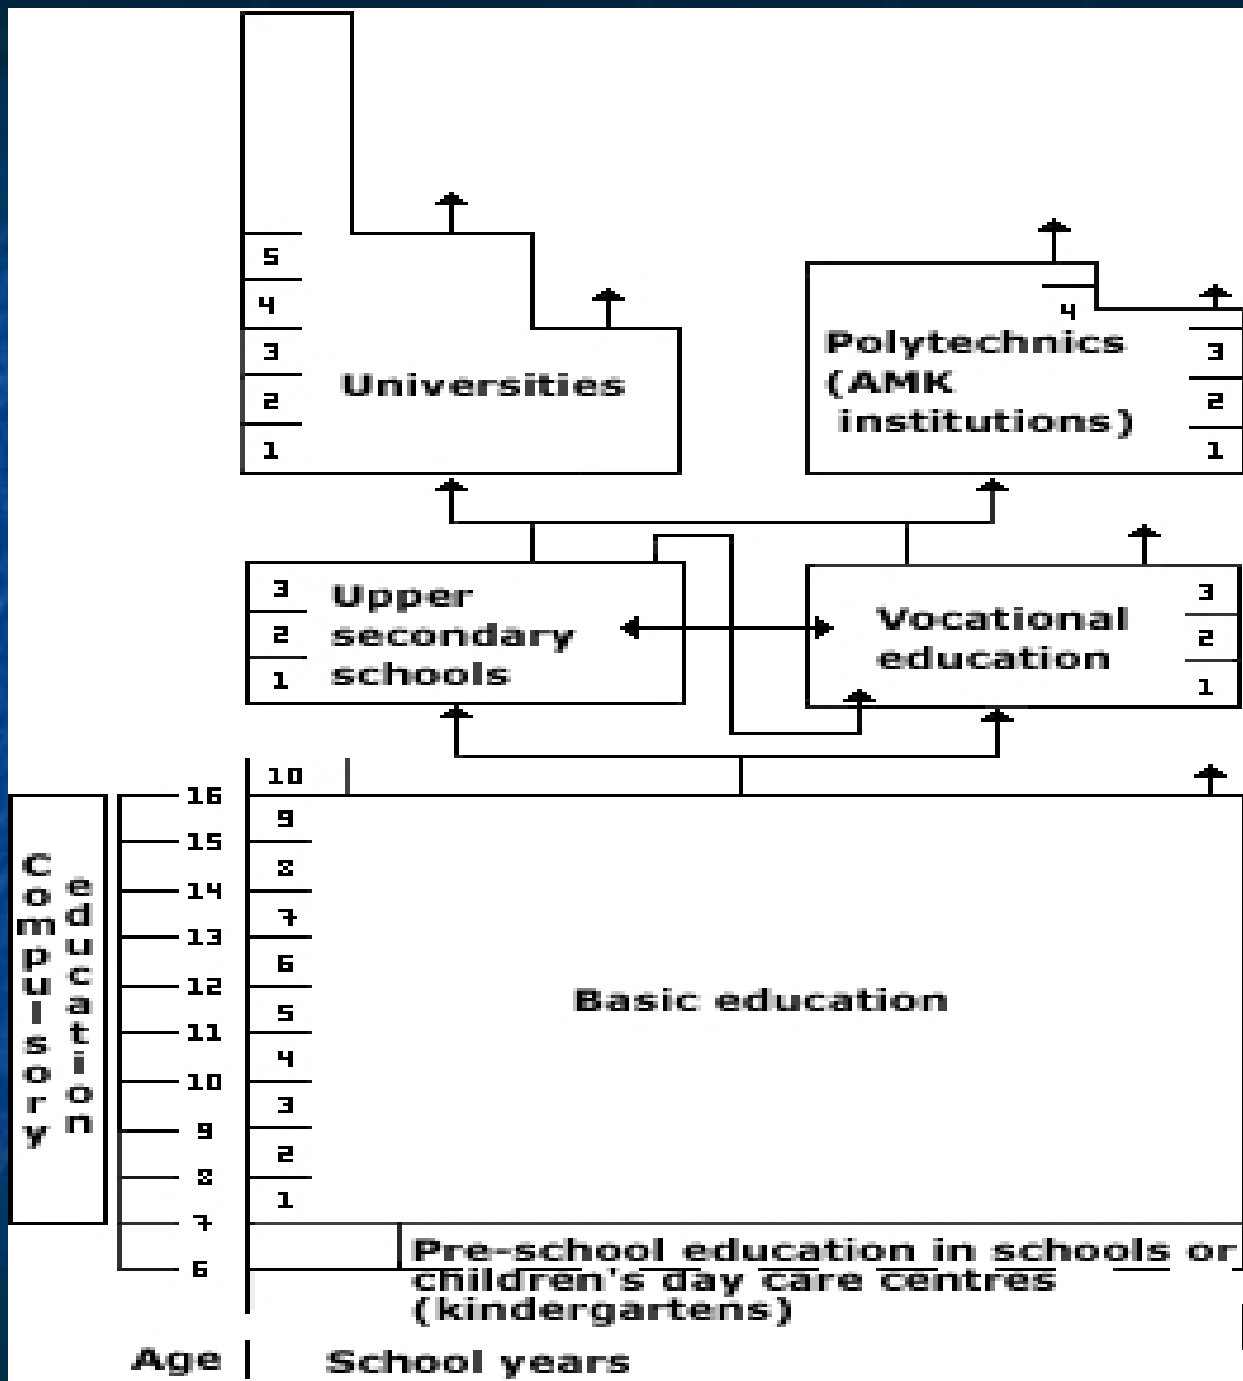 5
4
3
2
1
Universities
4
Polytechnics
(AMK
institutions)
3
2
1
3
2
1
Upper
secondary
schools
Vocational
education
3
2
1
Compulsory
education
16
15
14
13
12
11
10
9
8
7
6
10
9
8
7
6
5
4
3
2
1
Basic education
Pre-school education in schools or
children's day care centres
(kindergartens)
Age
School years